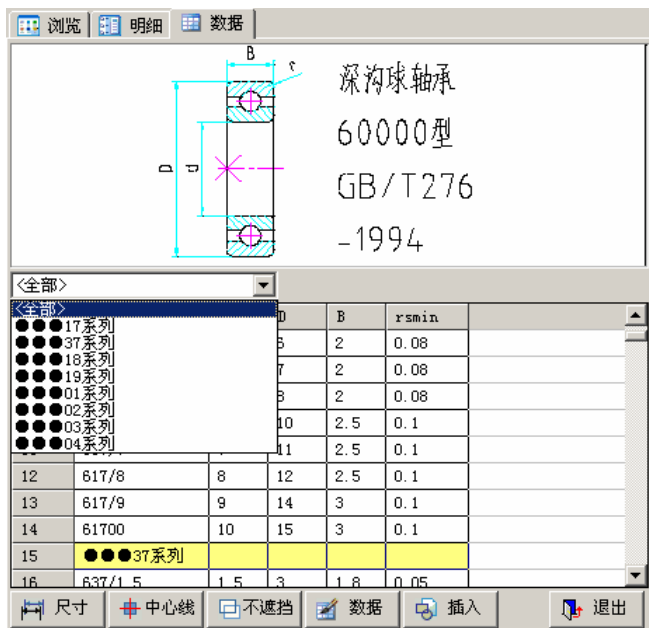 浏览 明细 数据
B r
深沟球轴承
D d
60000型
GB/T276
-1994
<全部>
<全部>
●●●17系列
●●●37系列
●●●18系列
●●●19系列
●●●01系列
●●●02系列
●●●03系列
●●●04系列
D B rsmin
6 2 0.08
7 2 0.08
8 2 0.08
10 2.5 0.1
11 2.5 0.1
12 617/8 8 12 2.5 0.1
13 617/9 9 14 3 0.1
14 61700 10 15 3 0.1
15 ●●●37系列
16 637/1.5 1.5 3 1.8 0.05
尺寸 中心线 不遮挡 数据 插入 退出